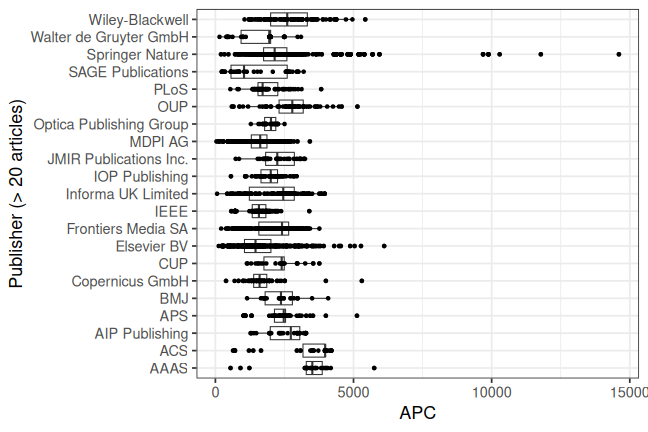 Publisher (> 20 articles)
Wiley-Blackwell
Walter de Gruyter GmbH
Springer Nature
SAGE Publications
PLoS
OUP
Optica Publishing Group
MDPI AG
JMIR Publications Inc.
IOP Publishing
Informa UK Limited
IEEE
Frontiers Media SA
Elsevier BV
CUP
Copernicus GmbH
BMJ
APS
AIP Publishing
ACS
AAAS
0 5000 10000 15000
APC